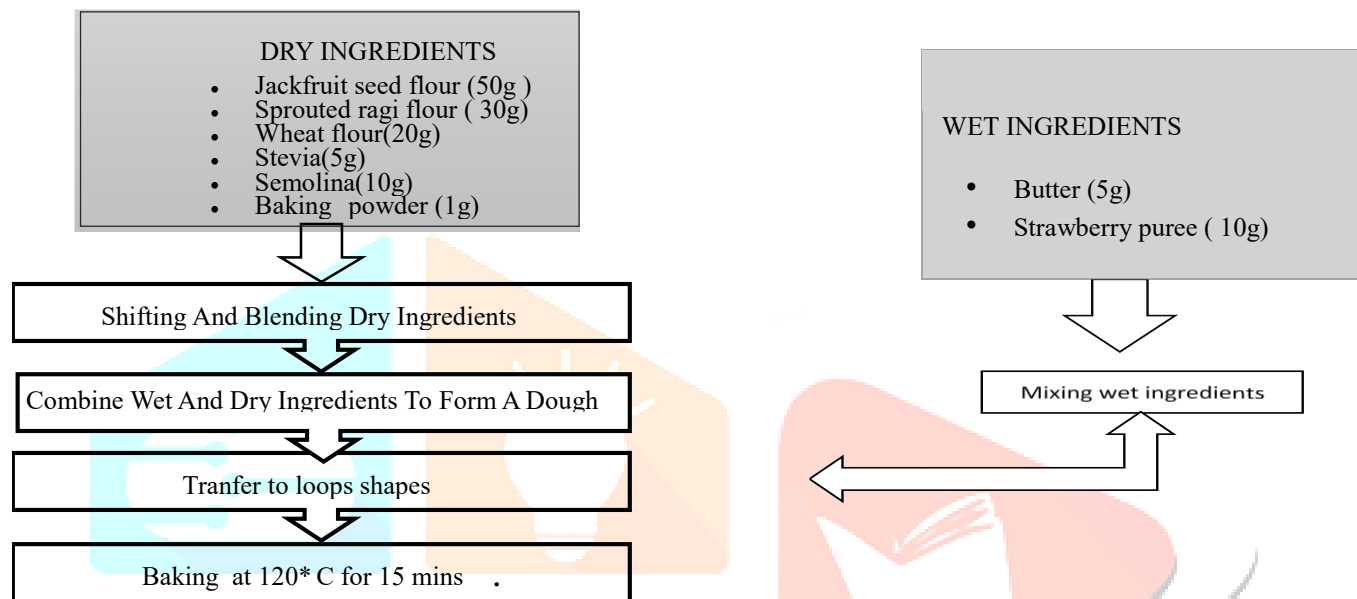 DRY INGREDIENTS
• Jackfruit seed flour (50g )
• Sprouted ragi flour ( 30g)
• Wheat flour(20g)
• Stevia(5g)
• Semolina(10g)
• Baking powder (1g)
Shifting And Blending Dry Ingredients
Combine Wet And Dry Ingredients To Form A Dough
Tranfer to loops shapes
Baking at 120* C for 15 mins .
WET INGREDIENTS
• Butter (5g)
• Strawberry puree ( 10g)
Mixing wet ingredients